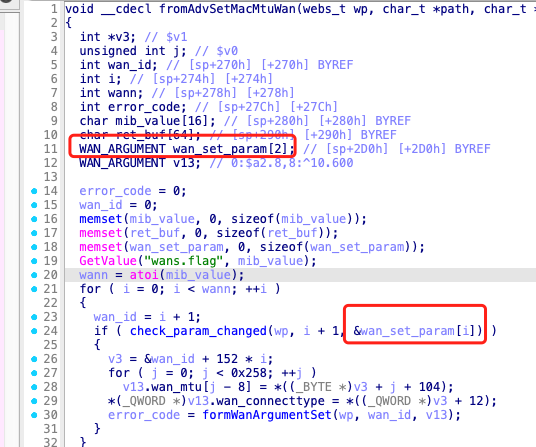 1 void __cdecl fromAdvSetMacMtuWan(webs_t wp, char_t *path, char_t *
2 {
3 int *v3; // $v1
4 unsigned int j; // $v0
5 int wan_id; // [sp+270h] [+270h] BYREF
6 int i; // [sp+274h] [+274h]
7 int wann; // [sp+278h] [+278h]
8 int error_code; // [sp+27Ch] [+27Ch]
9 char mib_value[16]; // [sp+280h] [+280h] BYREF
10 char ret_buf[64]; // [sp+290h] [+290h] BYREF
11 WAN_ARGUMENT wan_set_param[2]; // [sp+2D0h] [+2D0h] BYREF
12 WAN_ARGUMENT v13; // 0:$a2.8,8:^10.600
13
14 error_code = 0;
15 wan_id = 0;
16 memset(mib_value, 0, sizeof(mib_value));
17 memset(ret_buf, 0, sizeof(ret_buf));
18 memset(wan_set_param, 0, sizeof(wan_set_param));
19 GetValue("wans.flag", mib_value);
20 wann = atoi(mib_value);
21 for ( i = 0; i < wann; ++i )
22 {
23 wan_id = i + 1;
24 if ( check_param_changed(wp, i + 1, &wan_set_param[i]) )
25 {
26 v3 = &wan_id + 152 * i;
27 for ( j = 0; j < 0x258; ++j )
28 v13.wan_mtu[j - 8] = *((_BYTE *)v3 + j + 104);
29 *(_QWORD *)v13.wan_connecttype = *((_QWORD *)v3 + 12);
30 error_code = formWanArgumentSet(wp, wan_id, v13);
31 }
32 }